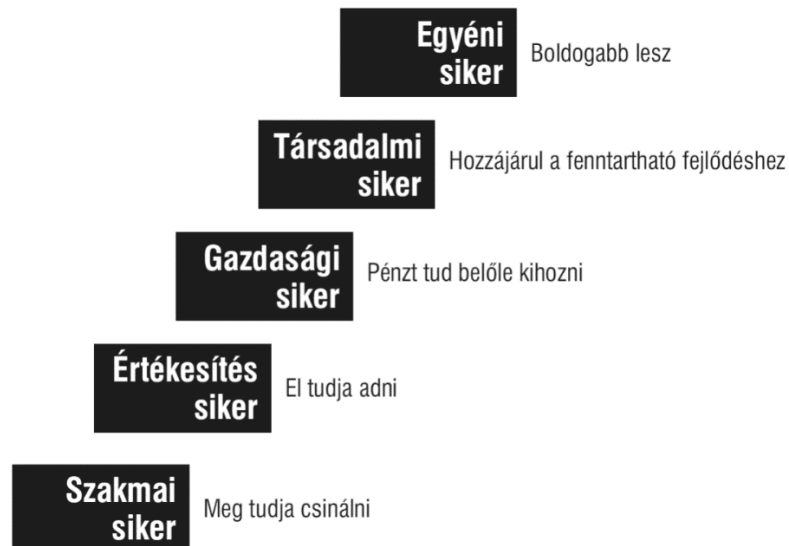 Egyéni
siker
Boldogabb lesz
Társadalmi
siker
Hozzájárul a fenntartható fejlődéshez
Gazdasági
siker
Pénzt tud belőle kihozni
Értékesítés
siker
El tudja adni
Szakmai
siker
Meg tudja csinálni